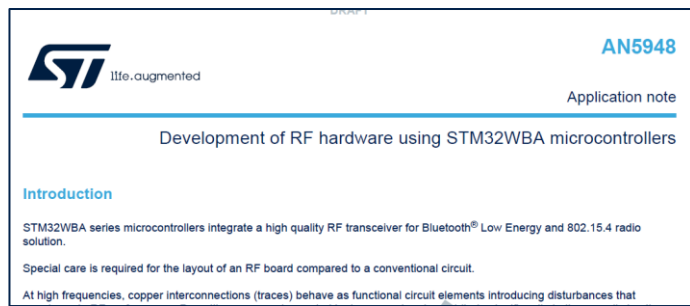 DRAFT
AN5948
ST life.augmented
Application note
Development of RF hardware using STM32WBA microcontrollers
Introduction
STM32WBA series microcontrollers integrate a high quality RF transceiver for Bluetooth® Low Energy and 802.15.4 radio
solution.
Special care is required for the layout of an RF board compared to a conventional circuit.
At high frequencies, copper interconnections (traces) behave as functional circuit elements introducing disturbances that